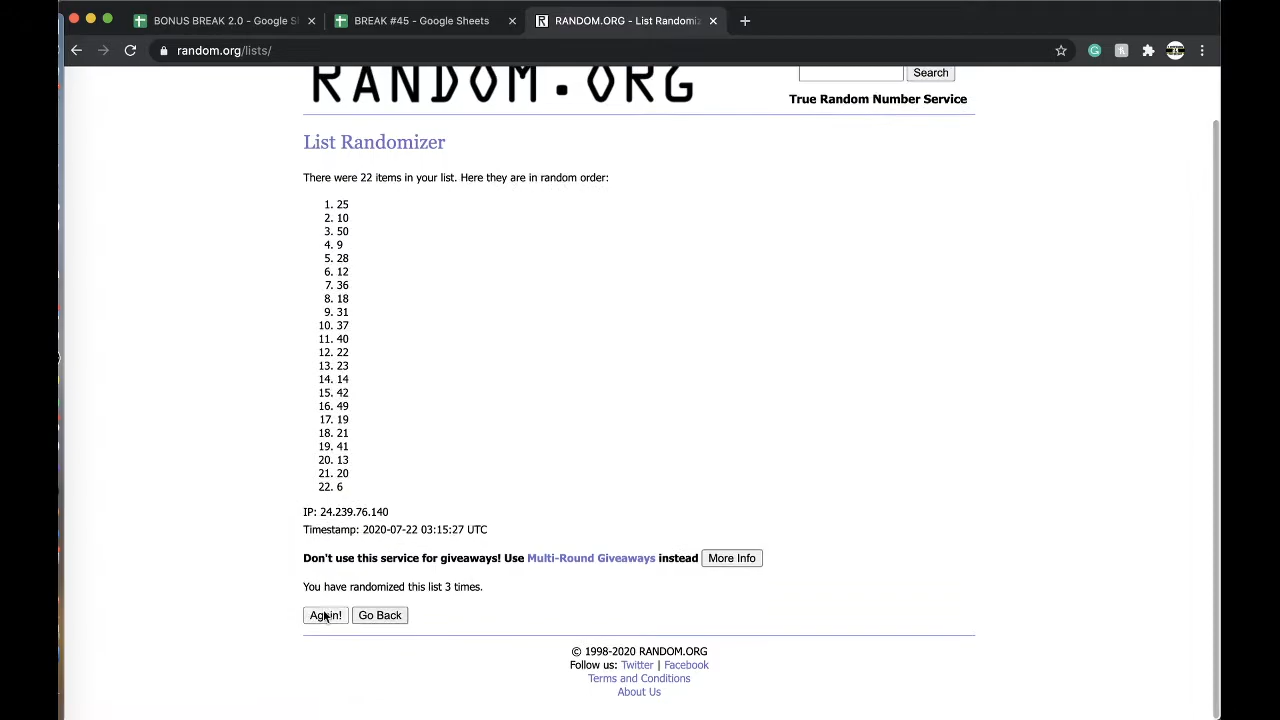 BONUS BREAK 2.0 - Google S
BREAK #45 - Google Sheets
RANDOM.ORG - List Randomi
random.org/lists/
RANDOM.ORG
Search
True Random Number Service
List Randomizer
There were 22 items in your list. Here they are in random order:
1. 25
2. 10
3. 50
4. 9
5. 28
6. 12
7. 36
8. 18
9. 31
10. 37
11. 40
12. 22
13. 23
14. 14
15. 42
16. 49
17. 19
18. 21
19. 41
20. 13
21. 20
22. 6
IP: 24.239.76.140
Timestamp: 2020-07-22 03:15:27 UTC
Don't use this service for giveaways! Use Multi-Round Giveaways instead More Info
You have randomized this list 3 times.
Again! Go Back
© 1998-2020 RANDOM.ORG
Follow us: Twitter | Facebook
Terms and Conditions
About Us